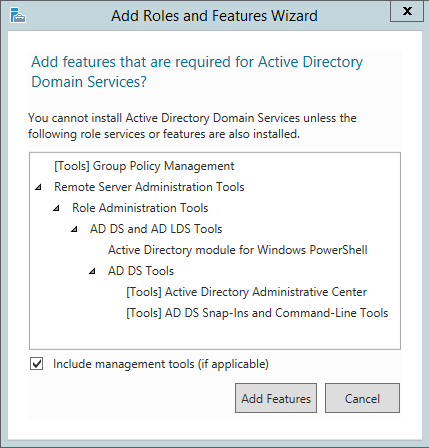 Add Roles and Features Wizard
Add features that are required for Active Directory
Domain Services?
You cannot install Active Directory Domain Services unless the
following role services or features are also installed.
[Tools] Group Policy Management
Remote Server Administration Tools
Role Administration Tools
AD DS and AD LDS Tools
Active Directory module for Windows PowerShell
AD DS Tools
[Tools] Active Directory Administrative Center
[Tools] AD DS Snap-Ins and Command-Line Tools
Include management tools (if applicable)
Add Features Cancel